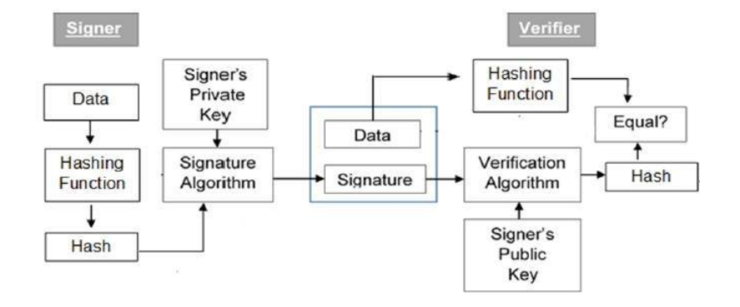 Signer
Verifier
Data
Hashing
Function
Hash
Signer's
Private
Key
Signature
Algorithm
Data
Signature
Hashing
Function
Verification
Algorithm
Signer's
Public
Key
Equal?
Hash